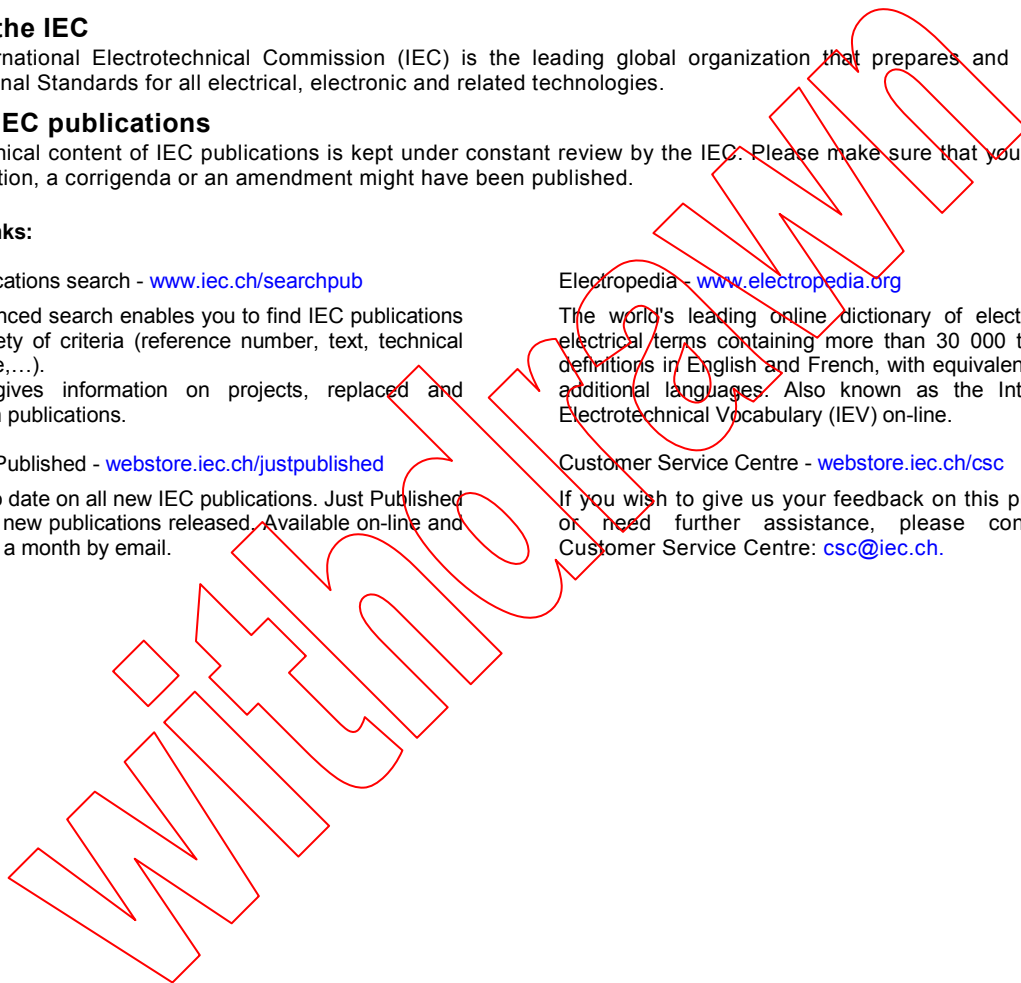 the IEC
rnational Electrotechnical Commission (IEC) is the leading global organization that prepares and
nal Standards for all electrical, electronic and related technologies.
IEC publications
nical content of IEC publications is kept under constant review by the IEC. Please make sure that you
tion, a corrigenda or an amendment might have been published.
nks:
cations search - www.iec.ch/searchpub
nced search enables you to find IEC publications
ety of criteria (reference number, text, technical
e,…).
gives information on projects, replaced and
n publications.
Published - webstore.iec.ch/justpublished
o date on all new IEC publications. Just Published
new publications released. Available on-line and
a month by email.
Electropedia - www.electropedia.org
The world's leading online dictionary of elect
electrical terms containing more than 30 000 t
definitions in English and French, with equivalen
additional languages. Also known as the Int
Electrotechnical Vocabulary (IEV) on-line.
Customer Service Centre - webstore.iec.ch/csc
If you wish to give us your feedback on this p
or need further assistance, please con
Customer Service Centre: csc@iec.ch.
withdrawn